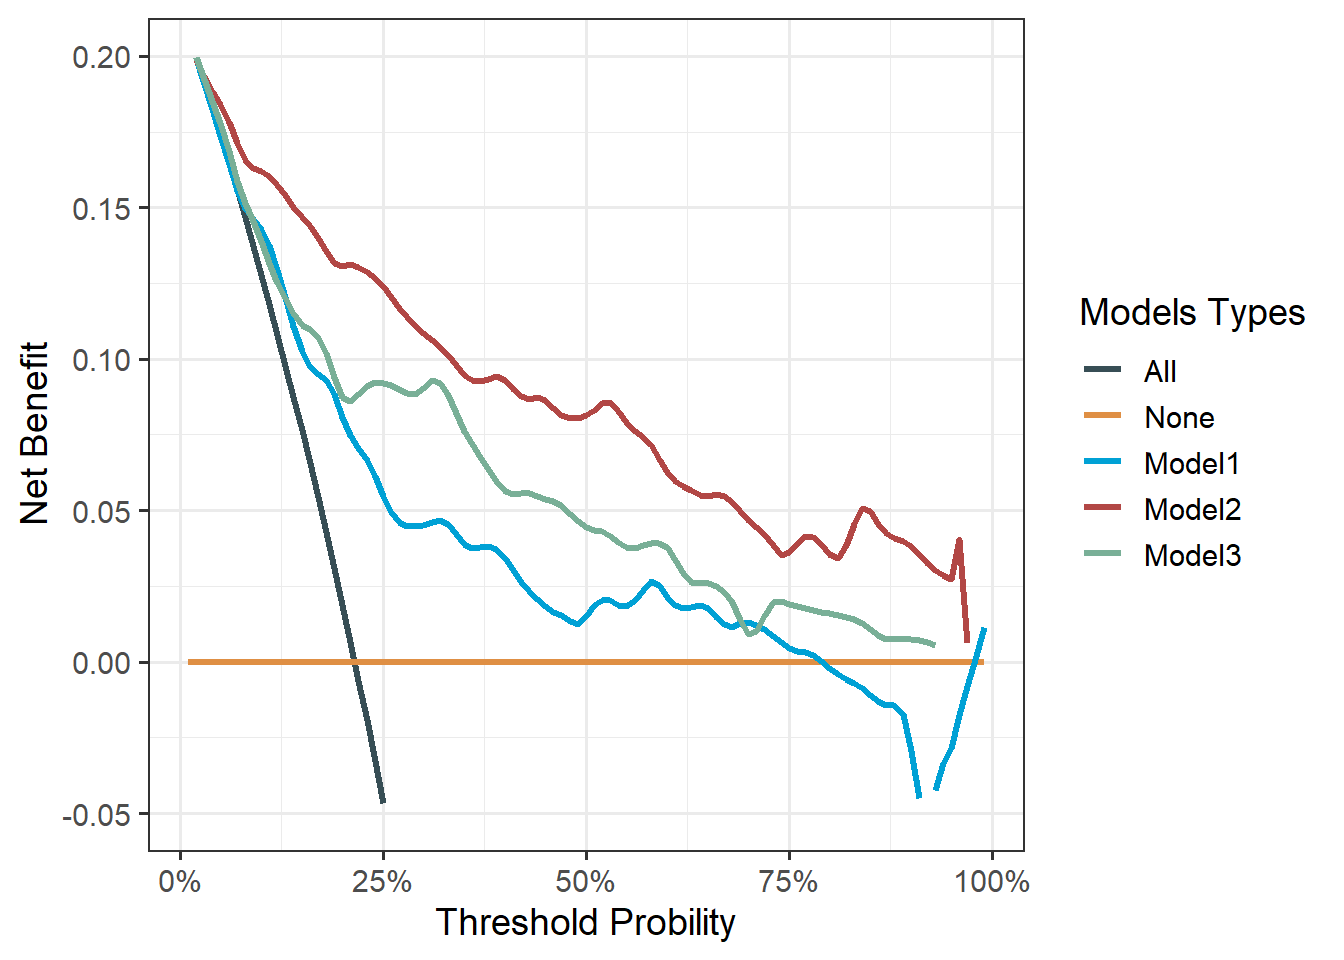 0.20
0.15
0.10
0.05
0.00
-0.05
Net Benefit
0%
25%
50%
75%
100%
Threshold Probility
Models Types
All
None
Model1
Model2
Model3